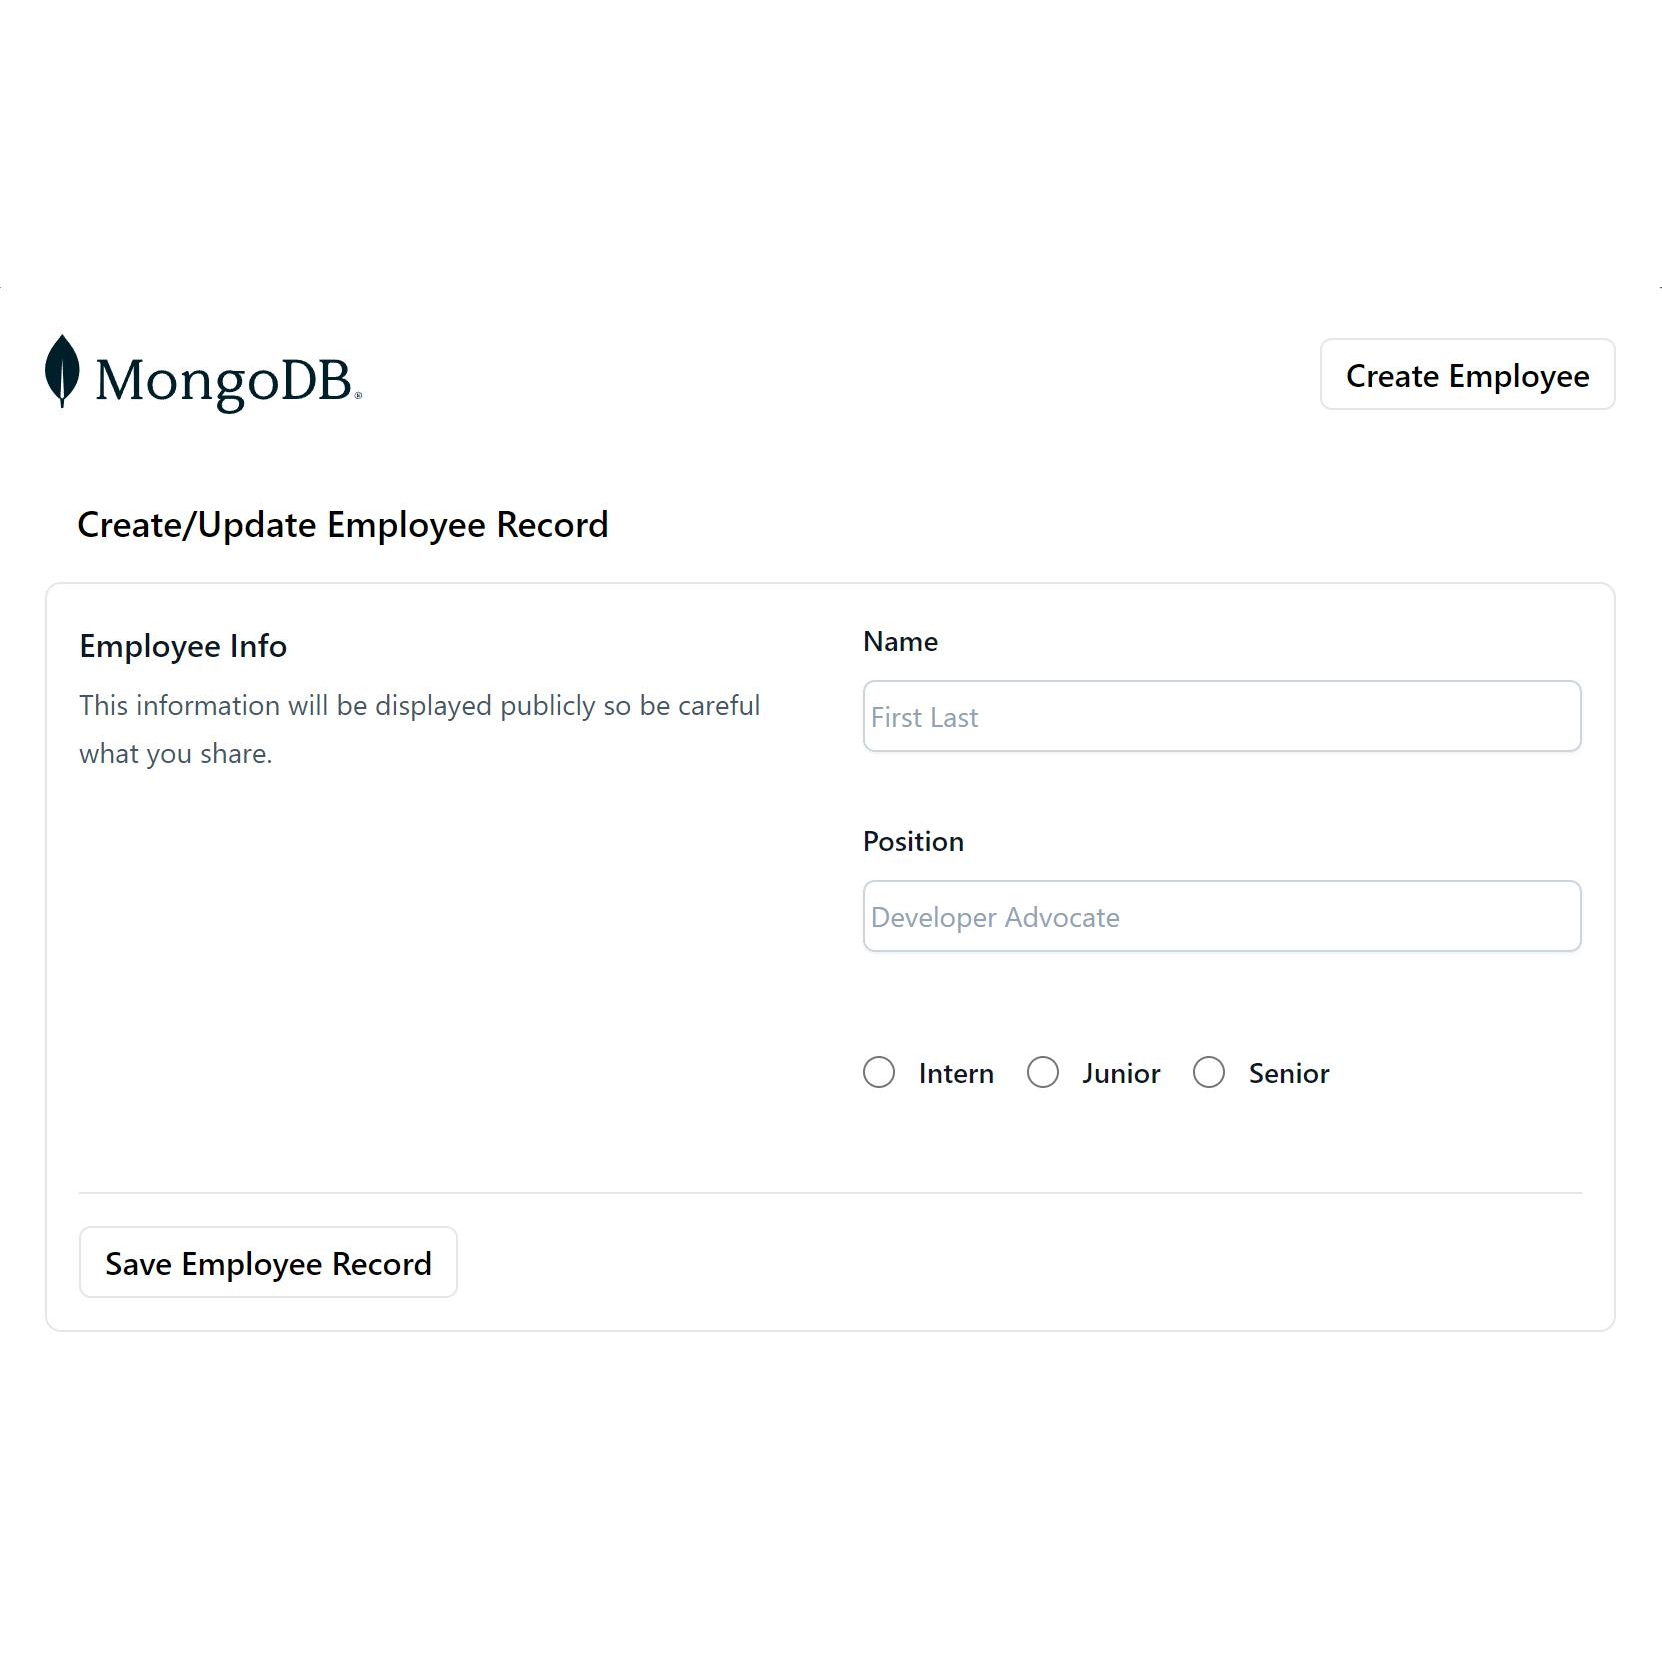 MongoDB®
Create Employee
Create/Update Employee Record
Employee Info
This information will be displayed publicly so be careful
what you share.
Name
First Last
Position
Developer Advocate
Intern Junior Senior
Save Employee Record